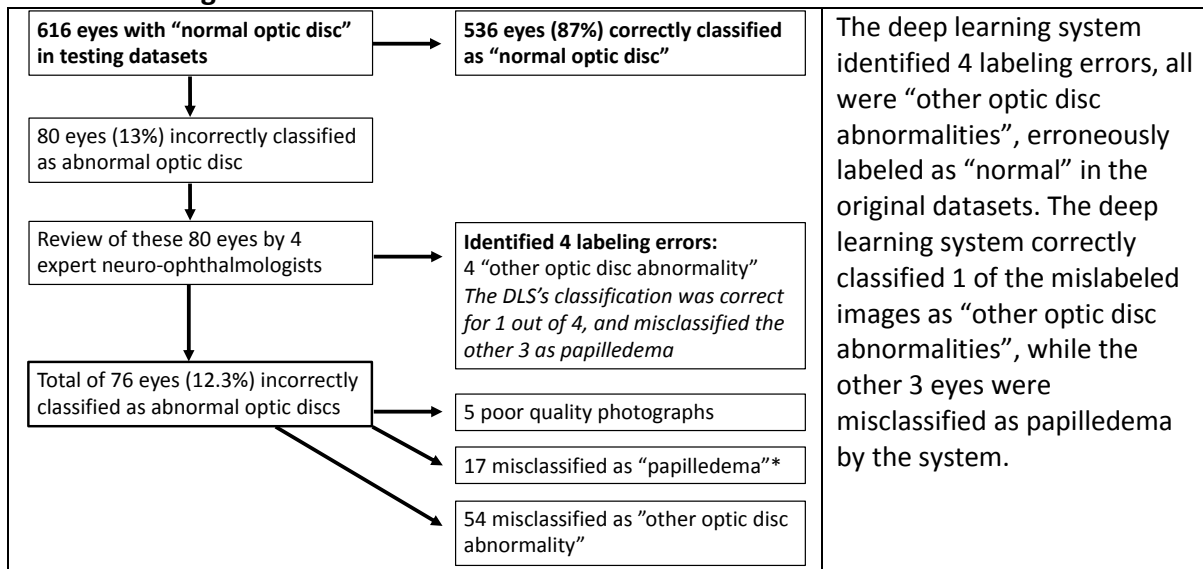 616 eyes with “normal optic disc”
in testing datasets
536 eyes (87%) correctly classified
as “normal optic disc”
80 eyes (13%) incorrectly classified
as abnormal optic disc
Review of these 80 eyes by 4
expert neuro-ophthalmologists
Identified 4 labeling errors:
4 “other optic disc abnormality”
The DLS’s classification was correct
for 1 out of 4, and misclassified the
other 3 as papilledema
Total of 76 eyes (12.3%) incorrectly
classified as abnormal optic discs
5 poor quality photographs
17 misclassified as “papilledema”*
54 misclassified as ”other optic disc
abnormality”
The deep learning system
identified 4 labeling errors, all
were “other optic disc
abnormalities”, erroneously
labeled as “normal” in the
original datasets. The deep
learning system correctly
classified 1 of the mislabeled
images as “other optic disc
abnormalities”, while the
other 3 eyes were
misclassified as papilledema
by the system.